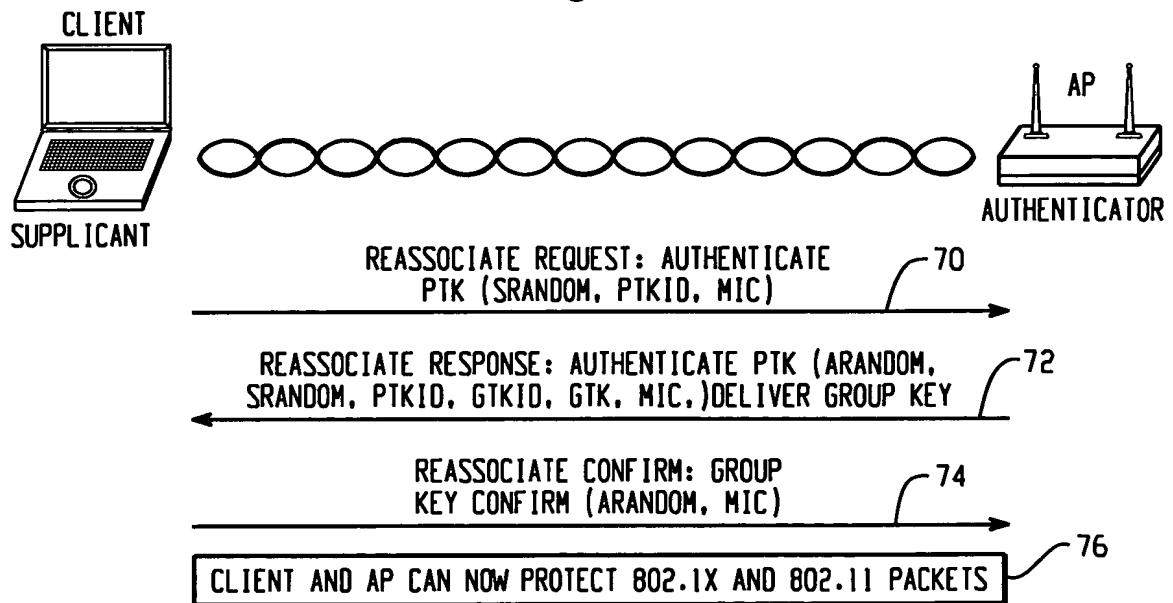 CLIENT
AP
SUPPLICANT
AUTHENTICATOR
REASSOCIATE REQUEST: AUTHENTICATE
PTK (SRANDOM, PTKID, MIC)
70
REASSOCIATE RESPONSE: AUTHENTICATE PTK (ARANDOM,
SRANDOM, PTKID, GTKID, GTK, MIC,)DELIVER GROUP KEY
72
REASSOCIATE CONFIRM: GROUP
KEY CONFIRM (ARANDOM, MIC)
74
CLIENT AND AP CAN NOW PROTECT 802.1X AND 802.11 PACKETS
76